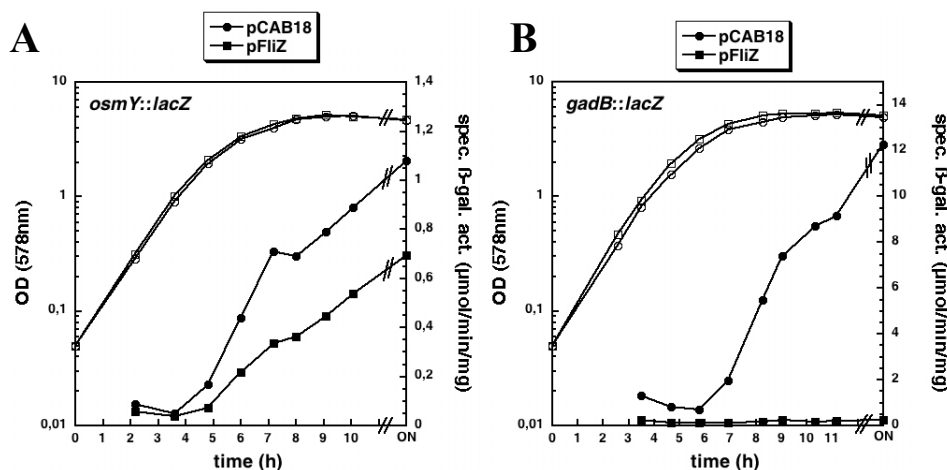 A
pCAB18
pFliZ
osmY::lacZ
10
1
0,1
0,01
OD (578nm)
1,4
1,2
1
0,8
0,6
0,4
0,2
0
spec. ß-gal. act. (µmol/min/mg)
0 1 2 3 4 5 6 7 8 9 10 ON
time (h)
B
pCAB18
pFliZ
gadB::lacZ
10
1
0,1
0,01
OD (578nm)
14
12
10
8
6
4
2
0
spec. ß-gal. act. (µmol/min/mg)
0 1 2 3 4 5 6 7 8 9 10 11 ON
time (h)